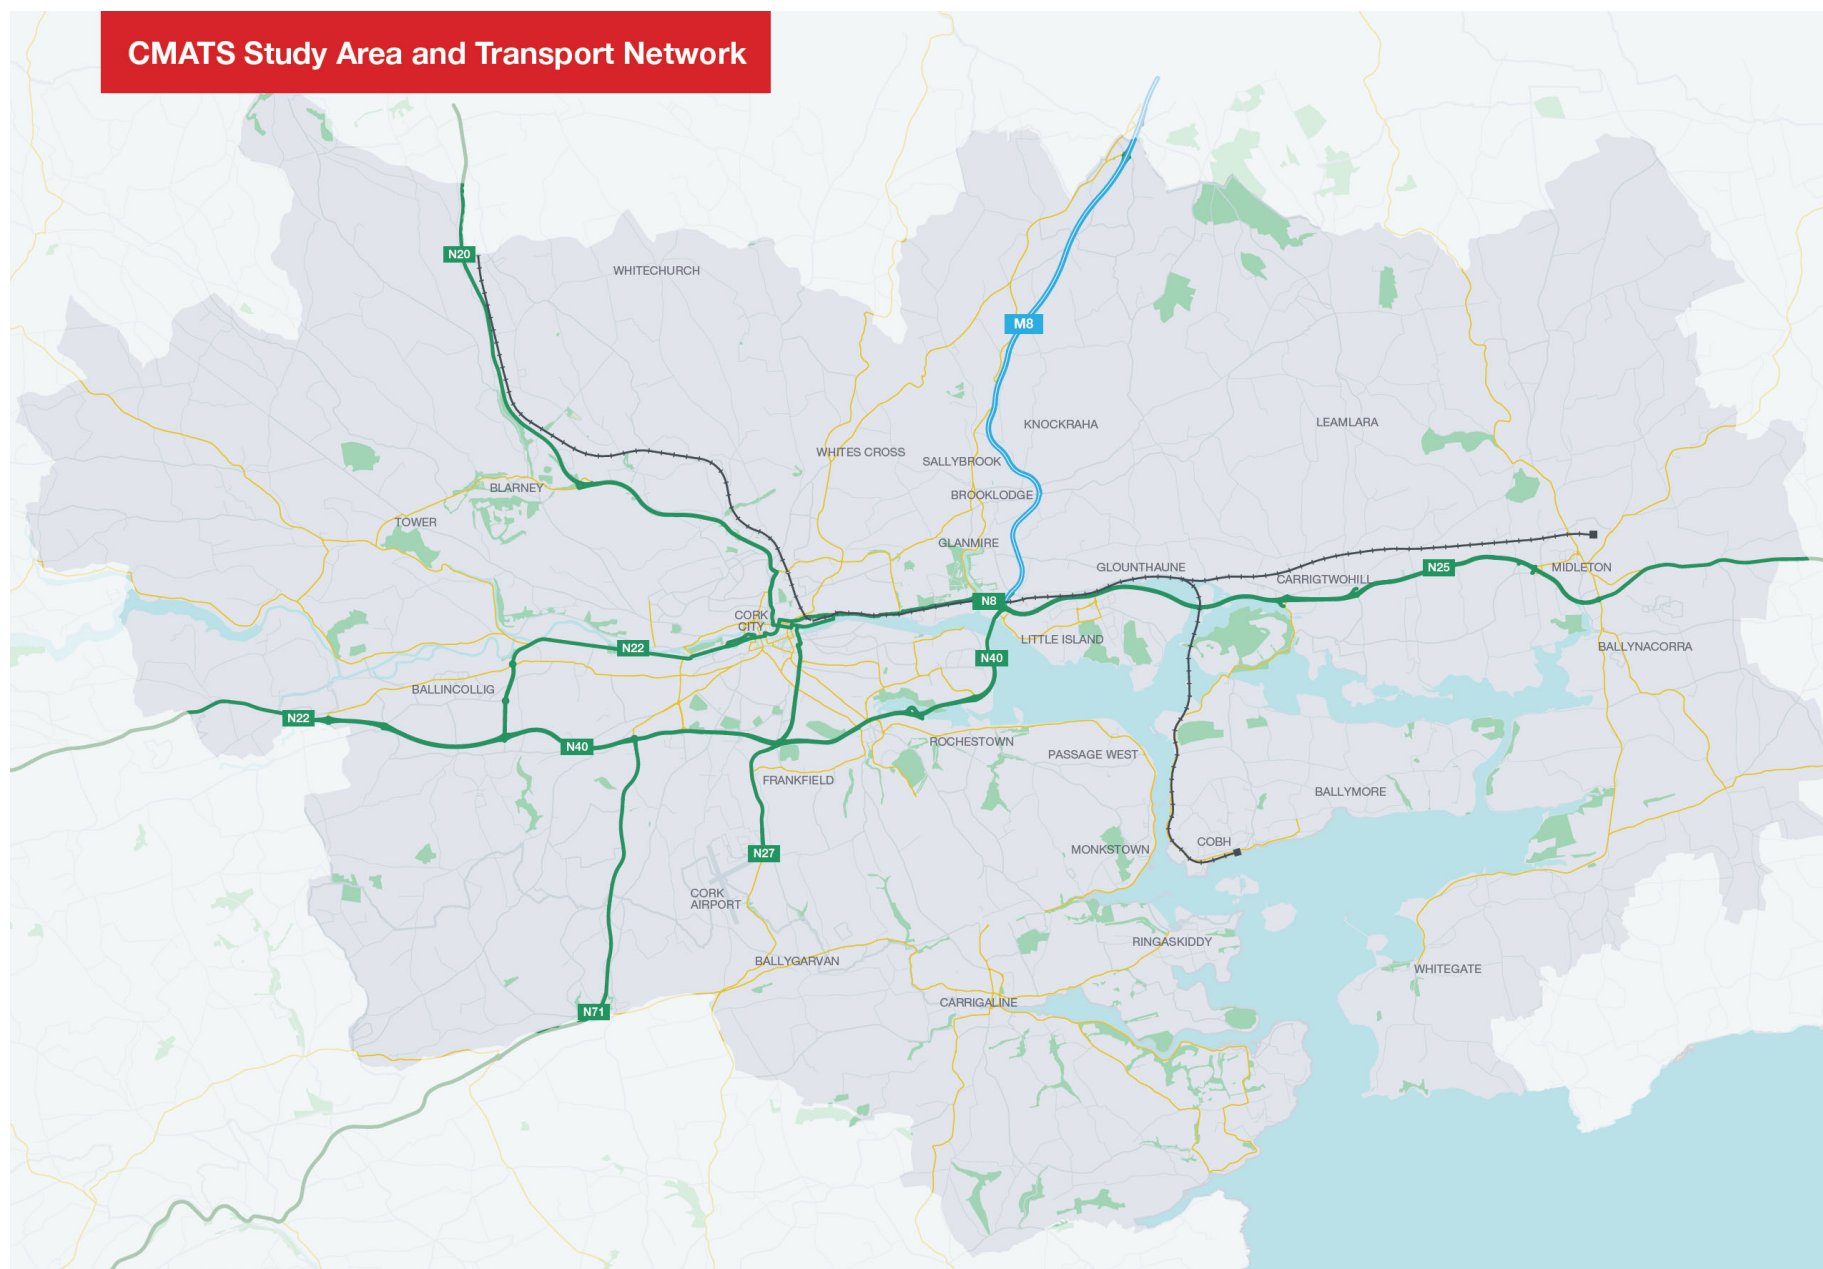 CMATS Study Area and Transport Network
N20
WHITECHURCH
M8
KNOCKRAHA
LEAMLARA
WHITES CROSS
SALLYBROOK
BLARNEY
BROOKLODGE
TOWER
GLANMIRE
GLOUNTHAUNE
CARRIGTWOHILL
N25
MIDLETON
N8
CORK
CITY
LITTLE ISLAND
N22
N40
BALLYNACORRA
BALLINCOLLIG
N22
N40
ROCHESTOWN
PASSAGE WEST
FRANKFIELD
BALLYMORE
COBH
N27
MONKSTOWN
CORK
AIRPORT
RINGASKIDDY
BALLYGARVAN
WHITEGATE
CARRIGALINE
N71